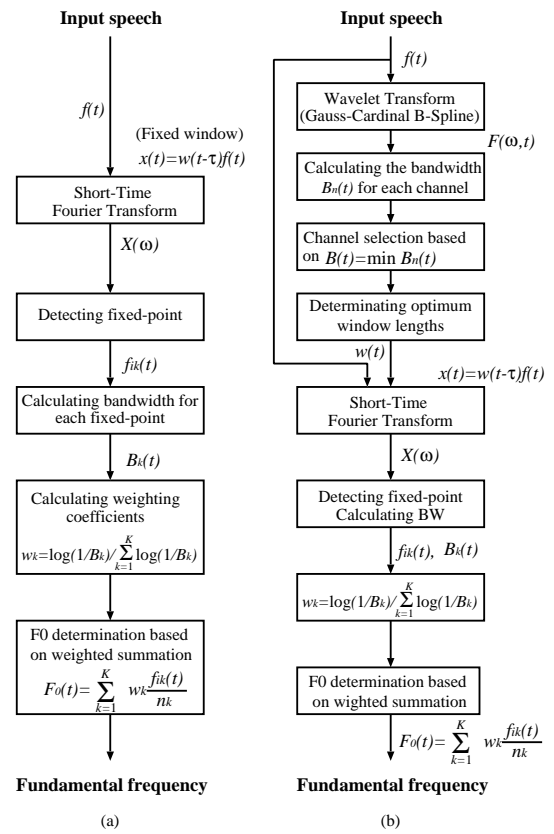 Input speech
f(t)
(Fixed window)
x(t)=w(t-τ)f(t)
Short-Time
Fourier Transform
X(ω)
Detecting fixed-point
fik(t)
Calculating bandwidth for
each fixed-point
Bk(t)
Calculating weighting
coefficients
wk=log(1/Bk)/∑log(1/Bk)
K
k=1
F0 determination based
on weighted summation
F0(t)= ∑ wk fik(t)/nk
K
k=1
Fundamental frequency
(a)
Input speech
f(t)
Wavelet Transform
(Gauss-Cardinal B-Spline)
F(ω,t)
Calculating the bandwidth
Bn(t) for each channel
Channel selection based
on B(t)=min Bn(t)
Determinating optimum
window lengths
w(t)
x(t)=w(t-τ)f(t)
Short-Time
Fourier Transform
X(ω)
Detecting fixed-point
Calculating BW
fik(t), Bk(t)
wk=log(1/Bk)/∑log(1/Bk)
K
k=1
F0 determination based
on wighted summation
F0(t)= ∑ wk fik(t)/nk
K
k=1
Fundamental frequency
(b)